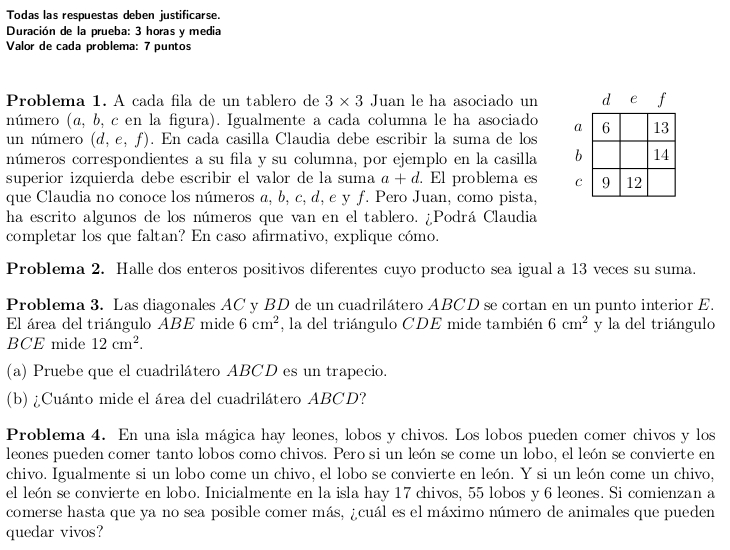 Todas las respuestas deben justificarse.
Duración de la prueba: 3 horas y media
Valor de cada problema: 7 puntos
Problema 1. A cada fila de un tablero de 3 × 3 Juan le ha asociado un
número (a, b, c en la figura). Igualmente a cada columna le ha asociado
un número (d, e, f). En cada casilla Claudia debe escribir la suma de los
números correspondientes a su fila y su columna, por ejemplo en la casilla
superior izquierda debe escribir el valor de la suma a + d. El problema es
que Claudia no conoce los números a, b, c, d, e y f. Pero Juan, como pista,
ha escrito algunos de los números que van en el tablero. ¿Podrá Claudia
completar los que faltan? En caso afirmativo, explique cómo.
d e f
a 6 13
b 14
c 9 12
Problema 2. Halle dos enteros positivos diferentes cuyo producto sea igual a 13 veces su suma.
Problema 3. Las diagonales AC y BD de un cuadrilátero ABCD se cortan en un punto interior E.
El área del triángulo ABE mide 6 cm², la del triángulo CDE mide también 6 cm² y la del triángulo
BCE mide 12 cm².
(a) Pruebe que el cuadrilátero ABCD es un trapecio.
(b) ¿Cuánto mide el área del cuadrilátero ABCD?
Problema 4. En una isla mágica hay leones, lobos y chivos. Los lobos pueden comer chivos y los
leones pueden comer tanto lobos como chivos. Pero si un león se come un lobo, el león se convierte en
chivo. Igualmente si un lobo come un chivo, el lobo se convierte en león. Y si un león come un chivo,
el león se convierte en lobo. Inicialmente en la isla hay 17 chivos, 55 lobos y 6 leones. Si comienzan a
comerse hasta que ya no sea posible comer más, ¿cuál es el máximo número de animales que pueden
quedar vivos?